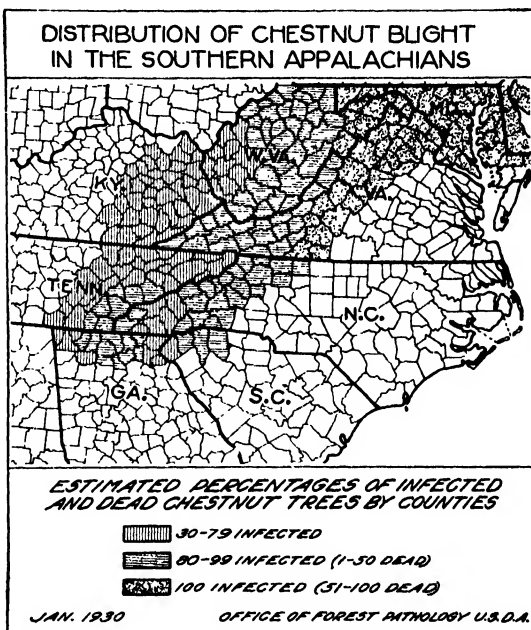 DISTRIBUTION OF CHESTNUT BLIGHT
IN THE SOUTHERN APPALACHIANS
MD.
W.VA.
KY.
VA.
TENN.
N.C.
GA.
S.C.
ESTIMATED PERCENTAGES OF INFECTED
AND DEAD CHESTNUT TREES BY COUNTIES
30-79 INFECTED
80-99 INFECTED (1-50 DEAD)
100 INFECTED (51-100 DEAD)
JAN. 1930 OFFICE OF FOREST PATHOLOGY U.S.D.A.